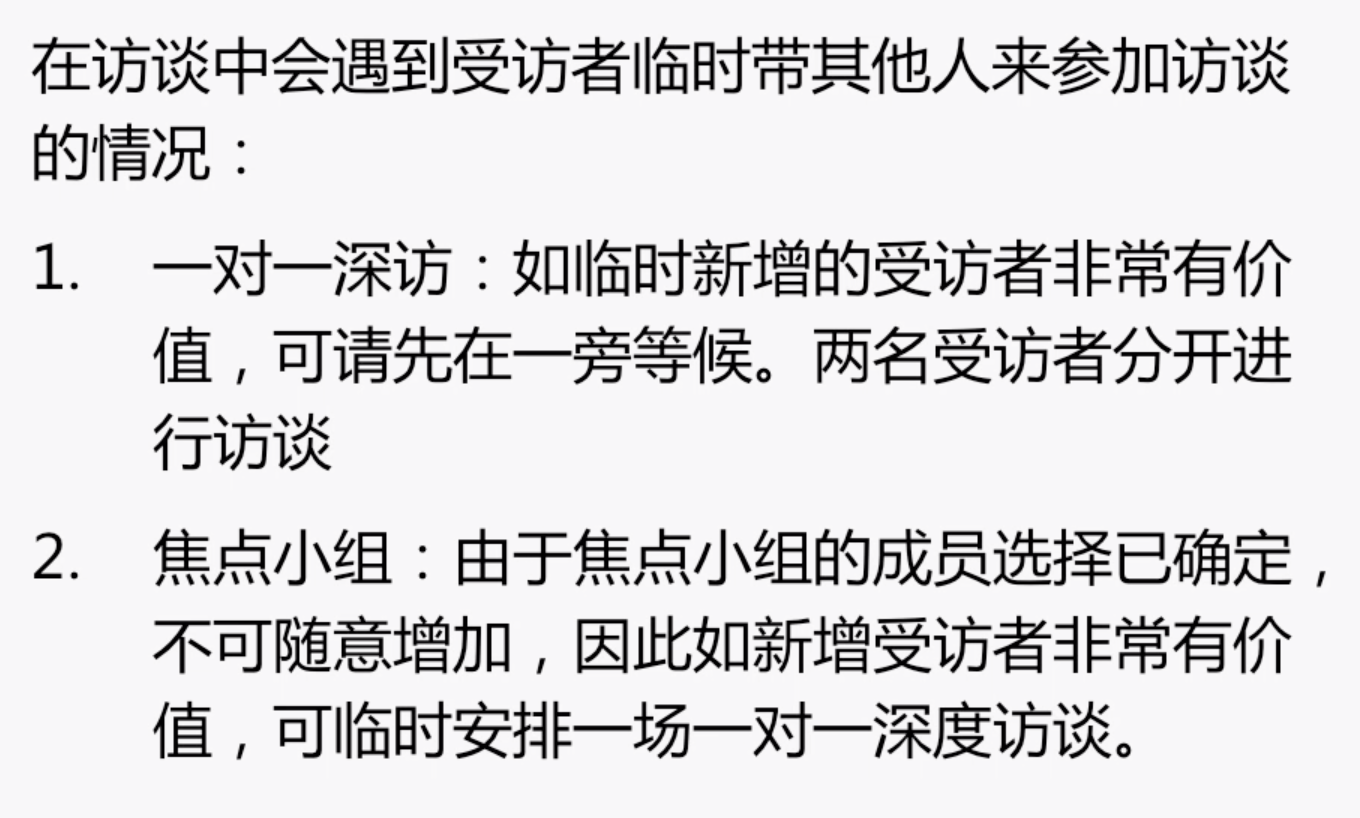 在访谈中会遇到受访者临时带其他人来参加访谈
的情况：
1. 一对一深访：如临时新增的受访者非常有价
值，可请先在一旁等候。两名受访者分开进
行访谈
2. 焦点小组：由于焦点小组的成员选择已确定，
不可随意增加，因此如新增受访者非常有价
值，可临时安排一场一对一深度访谈。